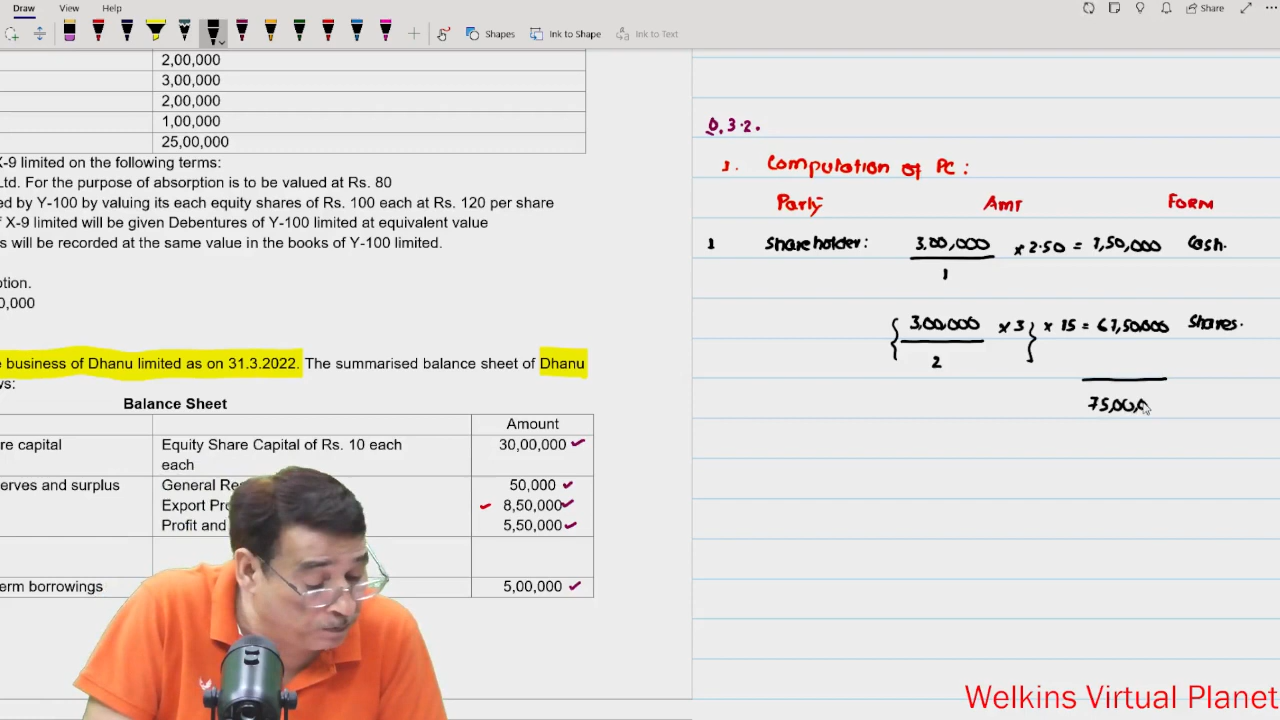 Draw View Help Share
Shapes Ink to Shape Ink to Text
2,00,000
3,00,000
2,00,000
1,00,000
25,00,000
X-9 limited on the following terms:
Ltd. For the purpose of absorption is to be valued at Rs. 80
ed by Y-100 by valuing its each equity shares of Rs. 100 each at Rs. 120 per share
f X-9 limited will be given Debentures of Y-100 limited at equivalent value
s will be recorded at the same value in the books of Y-100 limited.
ption.
0,000
e business of Dhanu limited as on 31.3.2022. The summarised balance sheet of Dhanu
ws:
Balance Sheet
Amount
re capital Equity Share Capital of Rs. 10 each 30,00,000
each
erves and surplus General Re 50,000
Export Pr 8,50,000
Profit and 5,50,000
erm borrowings 5,00,000
Q.3.2.
1. Computation of PC:
Party Amt Form
1 Shareholder: 3,00,000 / 1 × 2.50 = 7,50,000 Cash.
{ 3,00,000 / 2 × 3 } × 15 = 67,50,000 Shares.
75,00,0
Welkins Virtual Planet